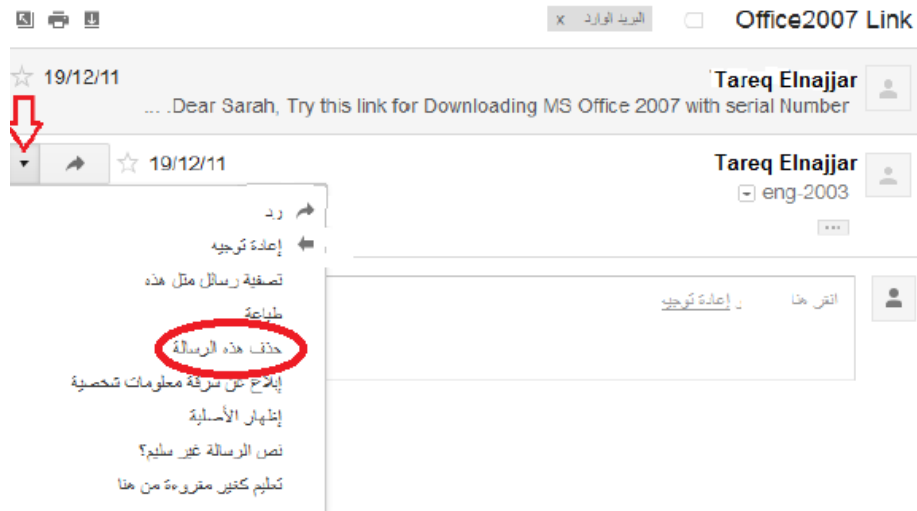 Office2007 Link
البريد الوارد x
Tareq Elnajjar
19/12/11
Dear Sarah, Try this link for Downloading MS Office 2007 with serial Number. ...
Tareq Elnajjar
19/12/11
eng-2003
رد
إعادة توجيه
تصفية رسائل مثل هذه
طباعة
حذف هذه الرسالة
إبلاغ عن سرقة معلومات شخصية
إظهار الأصلية
نص الرسالة غير سليم؟
تعليم كغير مقروءة من هنا
انقر هنا و إعادة توجيه